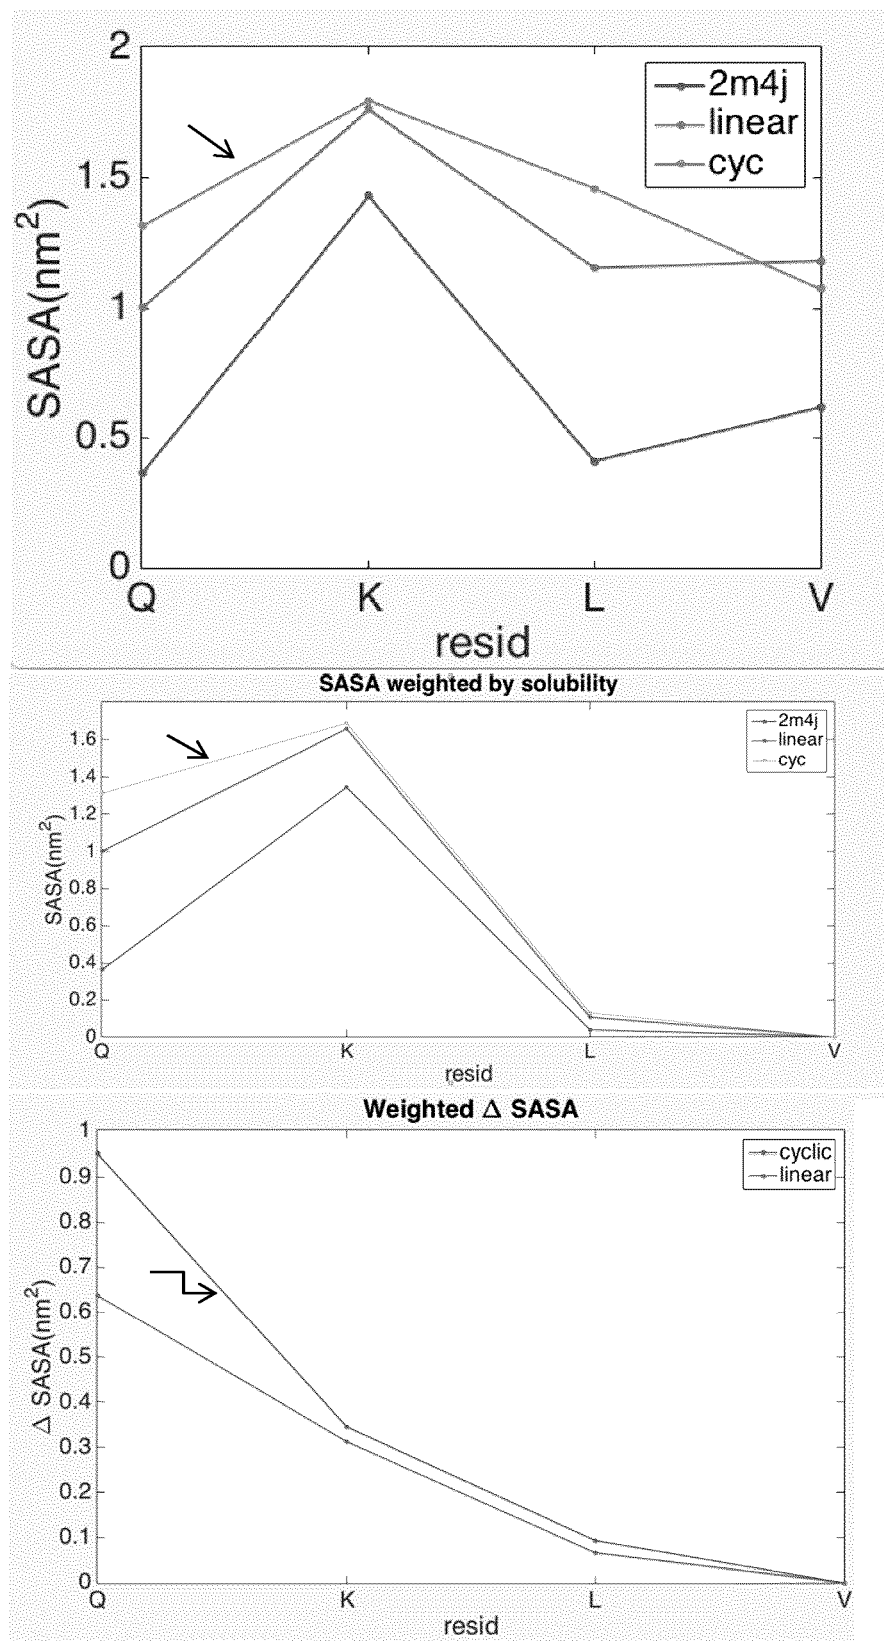 2
1.5
1
0.5
0
SASA(nm²)
2m4j
linear
cyc
Q K L V
resid
SASA weighted by solubility
1.6
1.4
1.2
1
0.8
0.6
0.4
0.2
0
SASA(nm²)
2m4j
linear
cyc
Q K L V
resid
Weighted Δ SASA
1
0.9
0.8
0.7
0.6
0.5
0.4
0.3
0.2
0.1
0
Δ SASA(nm²)
cyclic
linear
Q K L V
resid